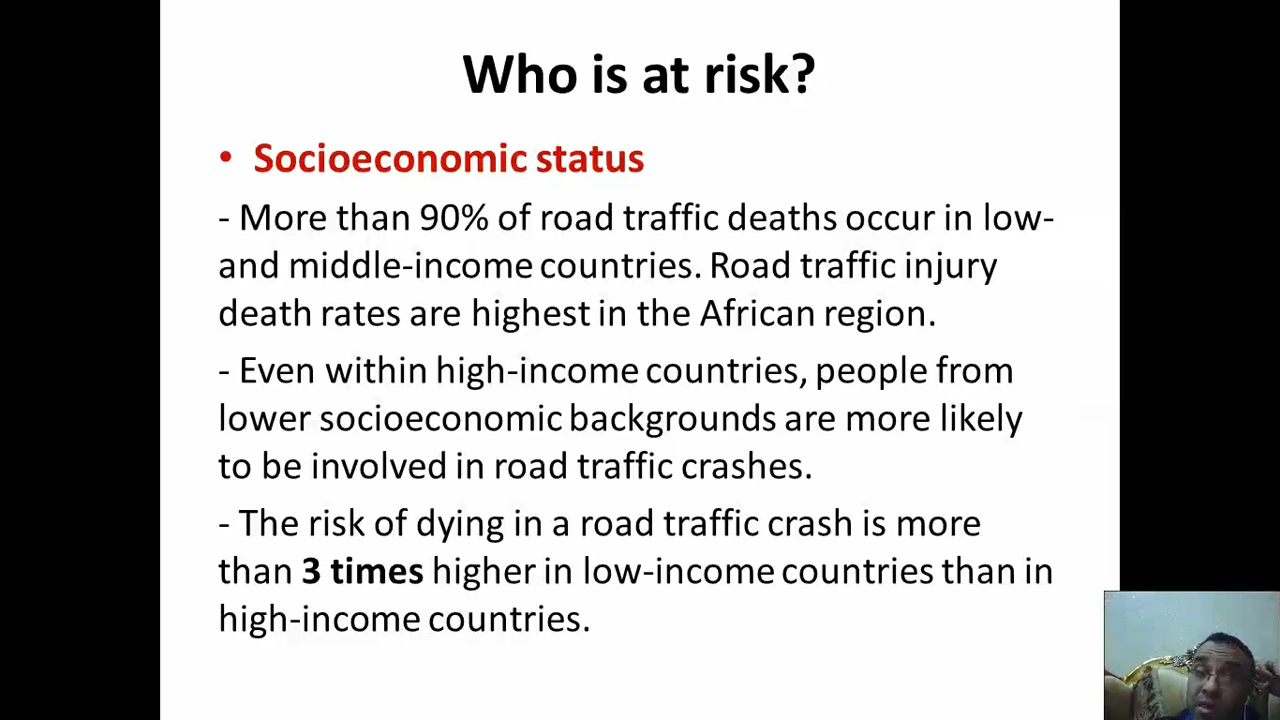 Who is at risk?
• Socioeconomic status
- More than 90% of road traffic deaths occur in low-
and middle-income countries. Road traffic injury
death rates are highest in the African region.
- Even within high-income countries, people from
lower socioeconomic backgrounds are more likely
to be involved in road traffic crashes.
- The risk of dying in a road traffic crash is more
than 3 times higher in low-income countries than in
high-income countries.